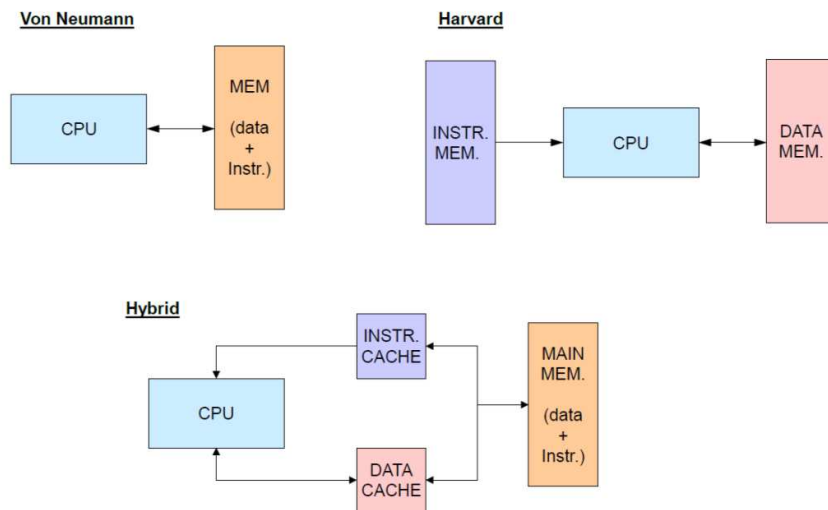 Von Neumann
CPU
MEM
(data
+
Instr.)
Harvard
INSTR.
MEM.
CPU
DATA
MEM.
Hybrid
INSTR.
CACHE
CPU
DATA
CACHE
MAIN
MEM.
(data
+
Instr.)